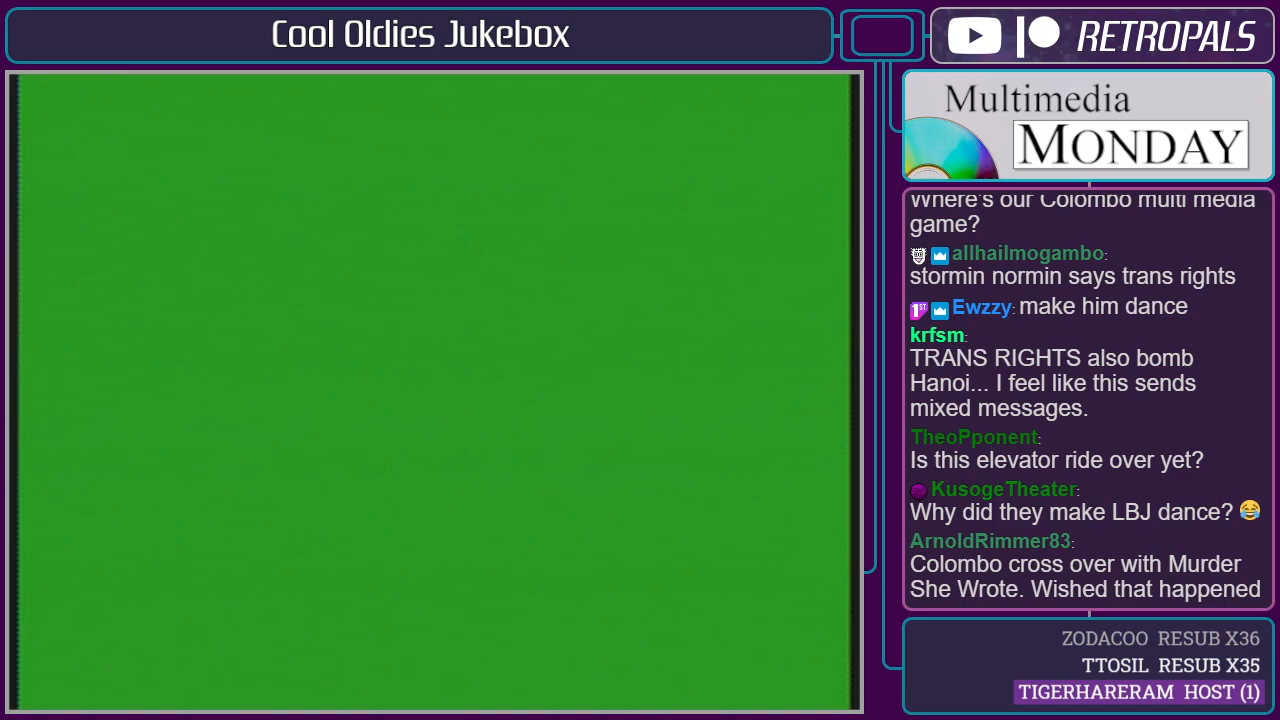 Cool Oldies Jukebox
RETROPALS
Multimedia
MONDAY
Where's our Colombo multi media
game?
allhailmogambo:
stormin normin says trans rights
1ST Ewzzy: make him dance
krfsm:
TRANS RIGHTS also bomb
Hanoi... I feel like this sends
mixed messages.
TheoPponent:
Is this elevator ride over yet?
KusogeTheater:
Why did they make LBJ dance? 😂
ArnoldRimmer83:
Colombo cross over with Murder
She Wrote. Wished that happened
ZODACOO RESUB X36
TTOSIL RESUB X35
TIGERHARERAM HOST (1)